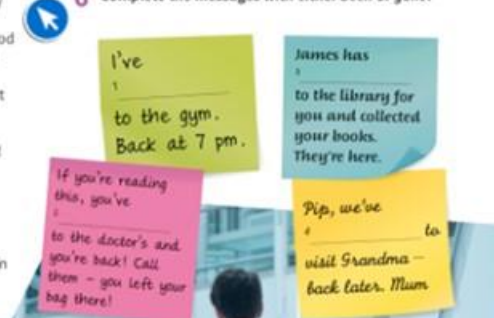 Complete the messages with either been or gone.
I've
1
to the gym.
Back at 7 pm.
James has
3
to the library for
you and collected
your books.
They're here.
If you're reading
this, you've
2
to the doctor's and
you're back! Call
them – you left your
bag there!
Pip, we've
4 to
visit Grandma –
back later. Mum